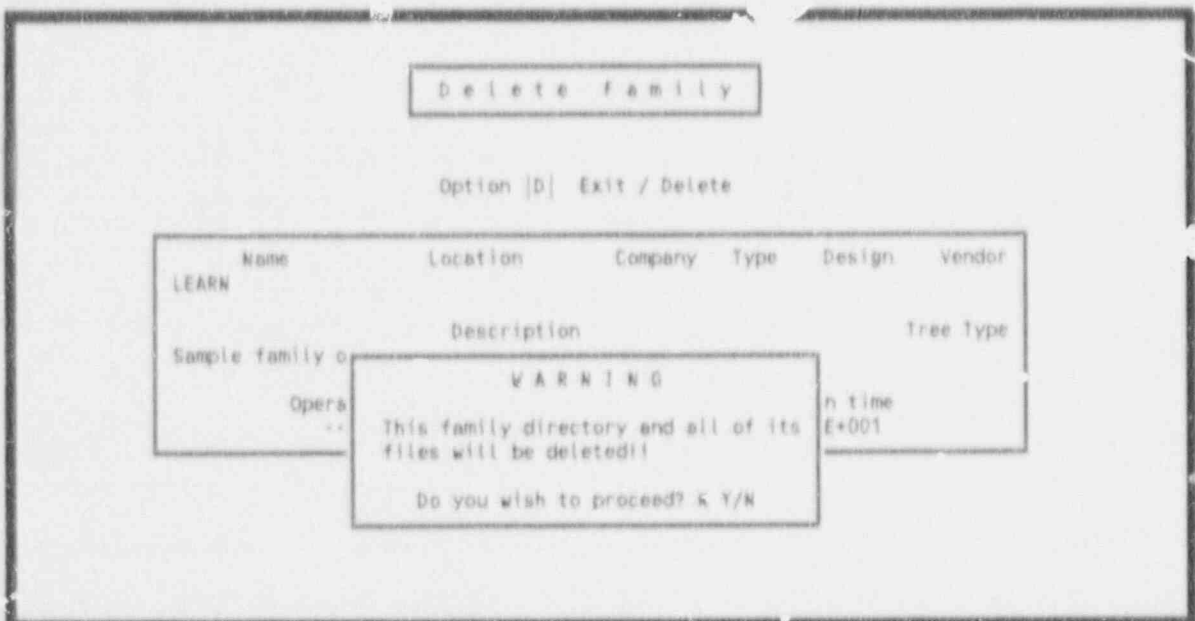 Delete Family
Option |D| Exit / Delete
Name Location Company Type Design Vendor
LEARN
Description Tree Type
Sample family o
WARNING
Opera n time
-- This family directory and all of its E+001
files will be deleted!!
Do you wish to proceed? N Y/N